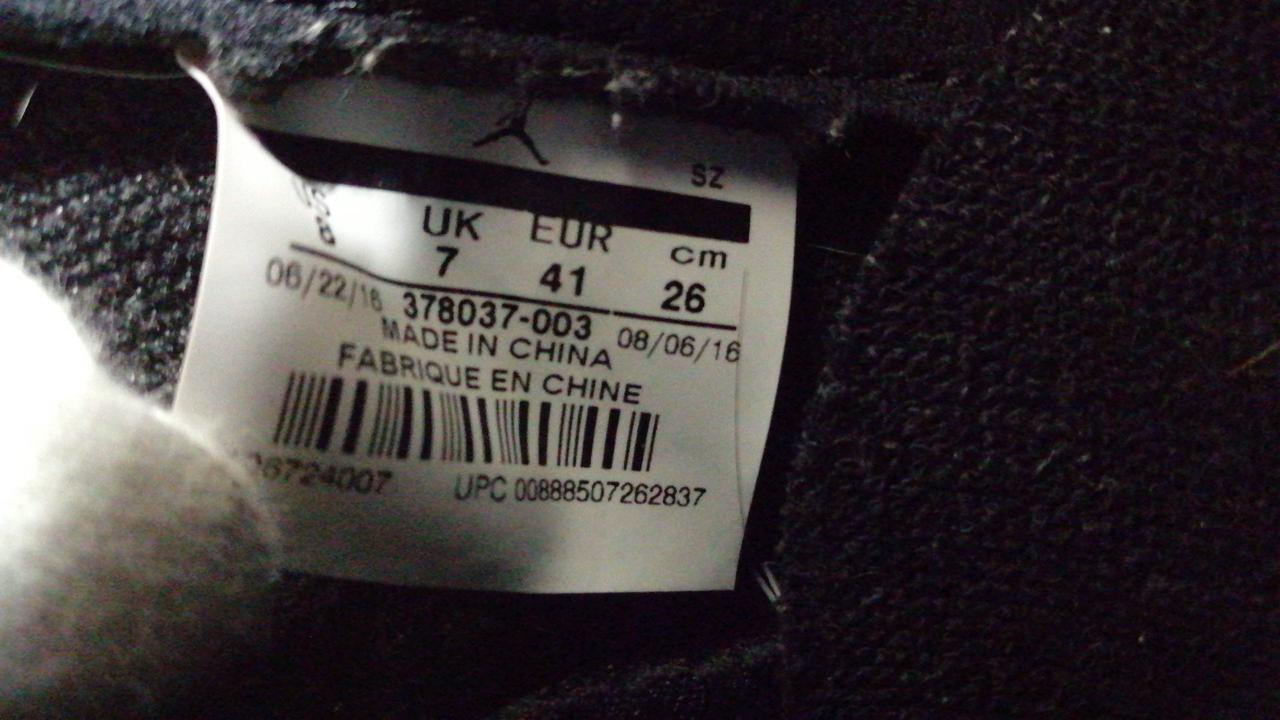 SZ
UK EUR cm
7 41 26
06/22/16 378037-003 08/06/16
MADE IN CHINA
FABRIQUE EN CHINE
6724007 UPC 00888507262837